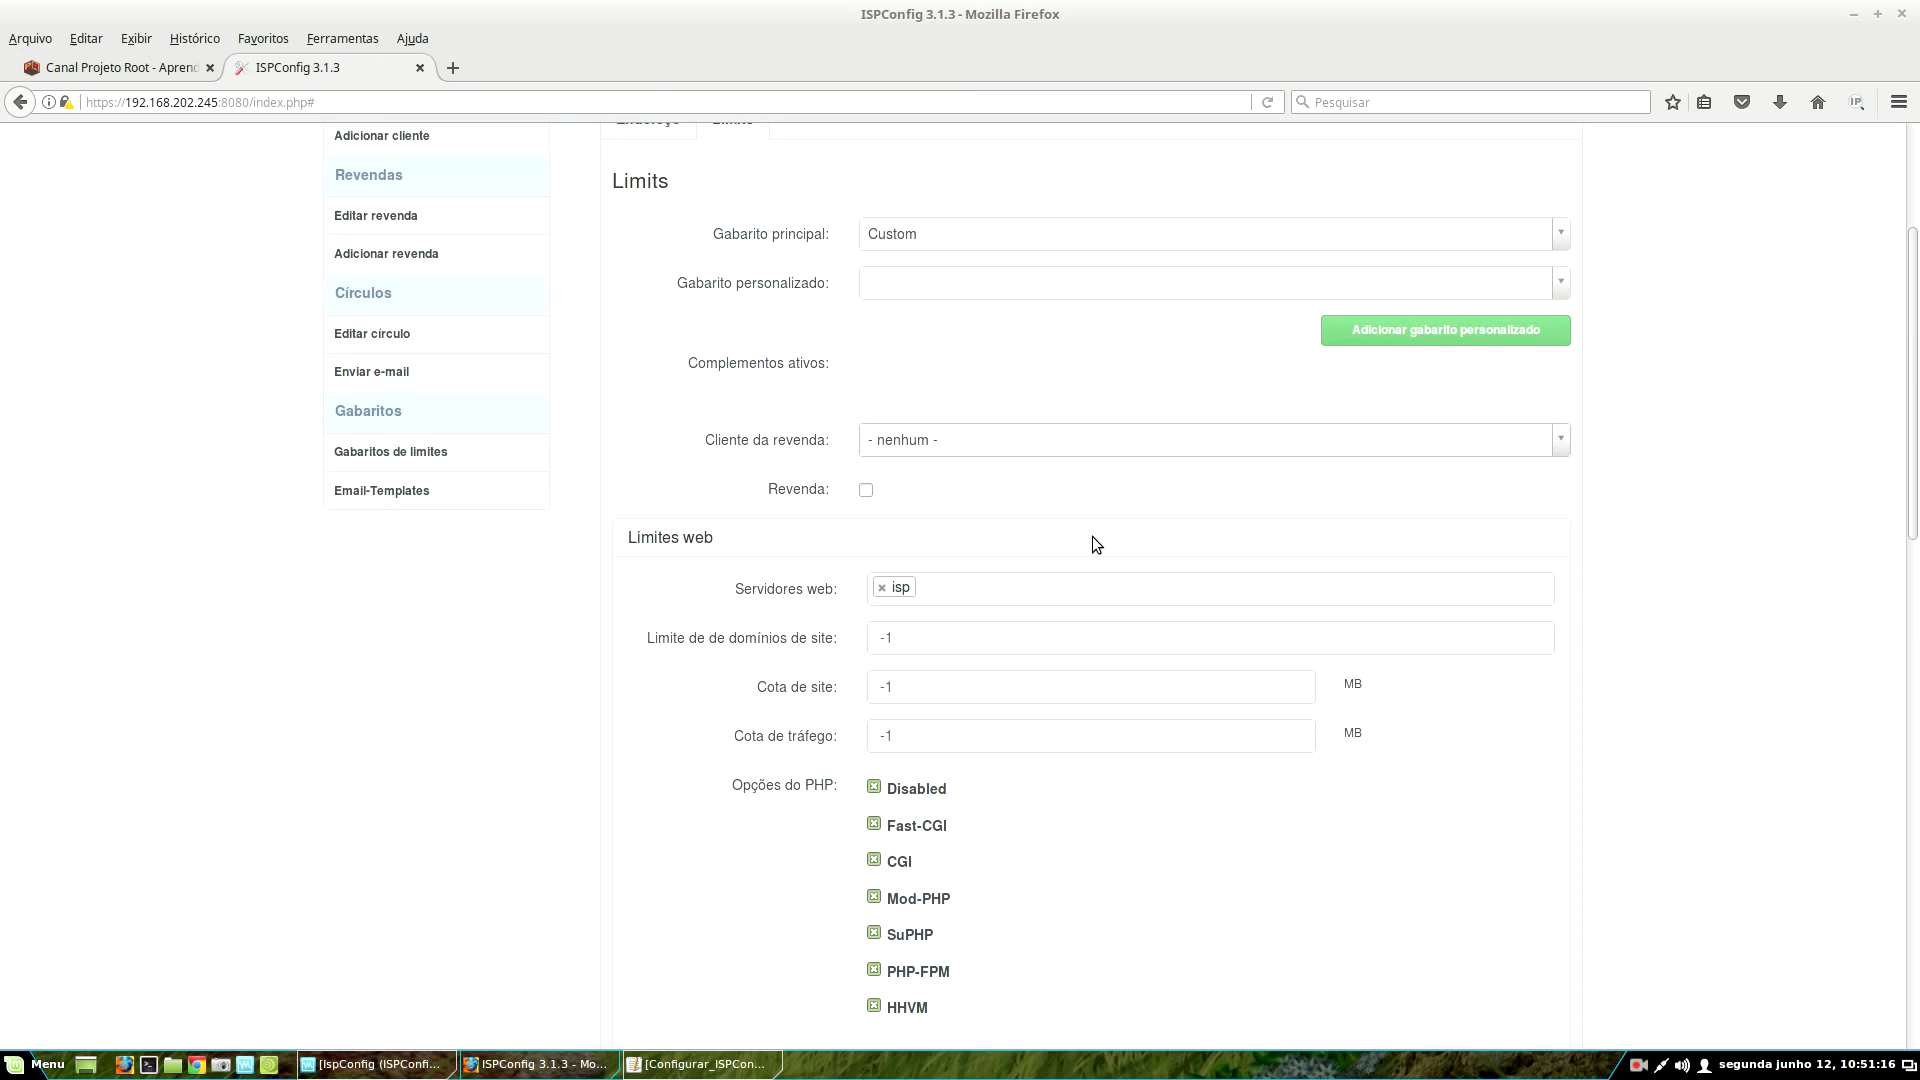 ISPConfig 3.1.3 - Mozilla Firefox
Arquivo Editar Exibir Histórico Favoritos Ferramentas Ajuda
Canal Projeto Root - Aprend
ISPConfig 3.1.3
https://192.168.202.245:8080/index.php#
Pesquisar
Adicionar cliente
Revendas
Editar revenda
Adicionar revenda
Círculos
Editar círculo
Enviar e-mail
Gabaritos
Gabaritos de limites
Email-Templates
Limits
Gabarito principal: Custom
Gabarito personalizado:
Adicionar gabarito personalizado
Complementos ativos:
Cliente da revenda: - nenhum -
Revenda:
Limites web
Servidores web: × isp
Limite de de domínios de site: -1
Cota de site: -1 MB
Cota de tráfego: -1 MB
Opções do PHP: Disabled
Fast-CGI
CGI
Mod-PHP
SuPHP
PHP-FPM
HHVM
Menu
[IspConfig (ISPConfi...
ISPConfig 3.1.3 - Mo...
[Configurar_ISPCon...
segunda junho 12, 10:51:16